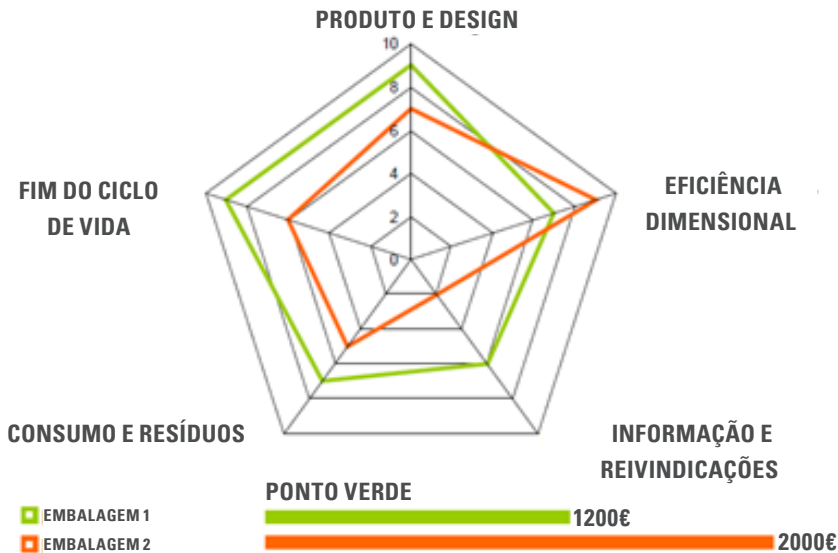 PRODUTO E DESIGN
10
8
6
4
2
0
FIM DO CICLO
DE VIDA
EFICIÊNCIA
DIMENSIONAL
CONSUMO E RESÍDUOS
INFORMAÇÃO E
REIVINDICAÇÕES
PONTO VERDE
EMBALAGEM 1
1200€
EMBALAGEM 2
2000€